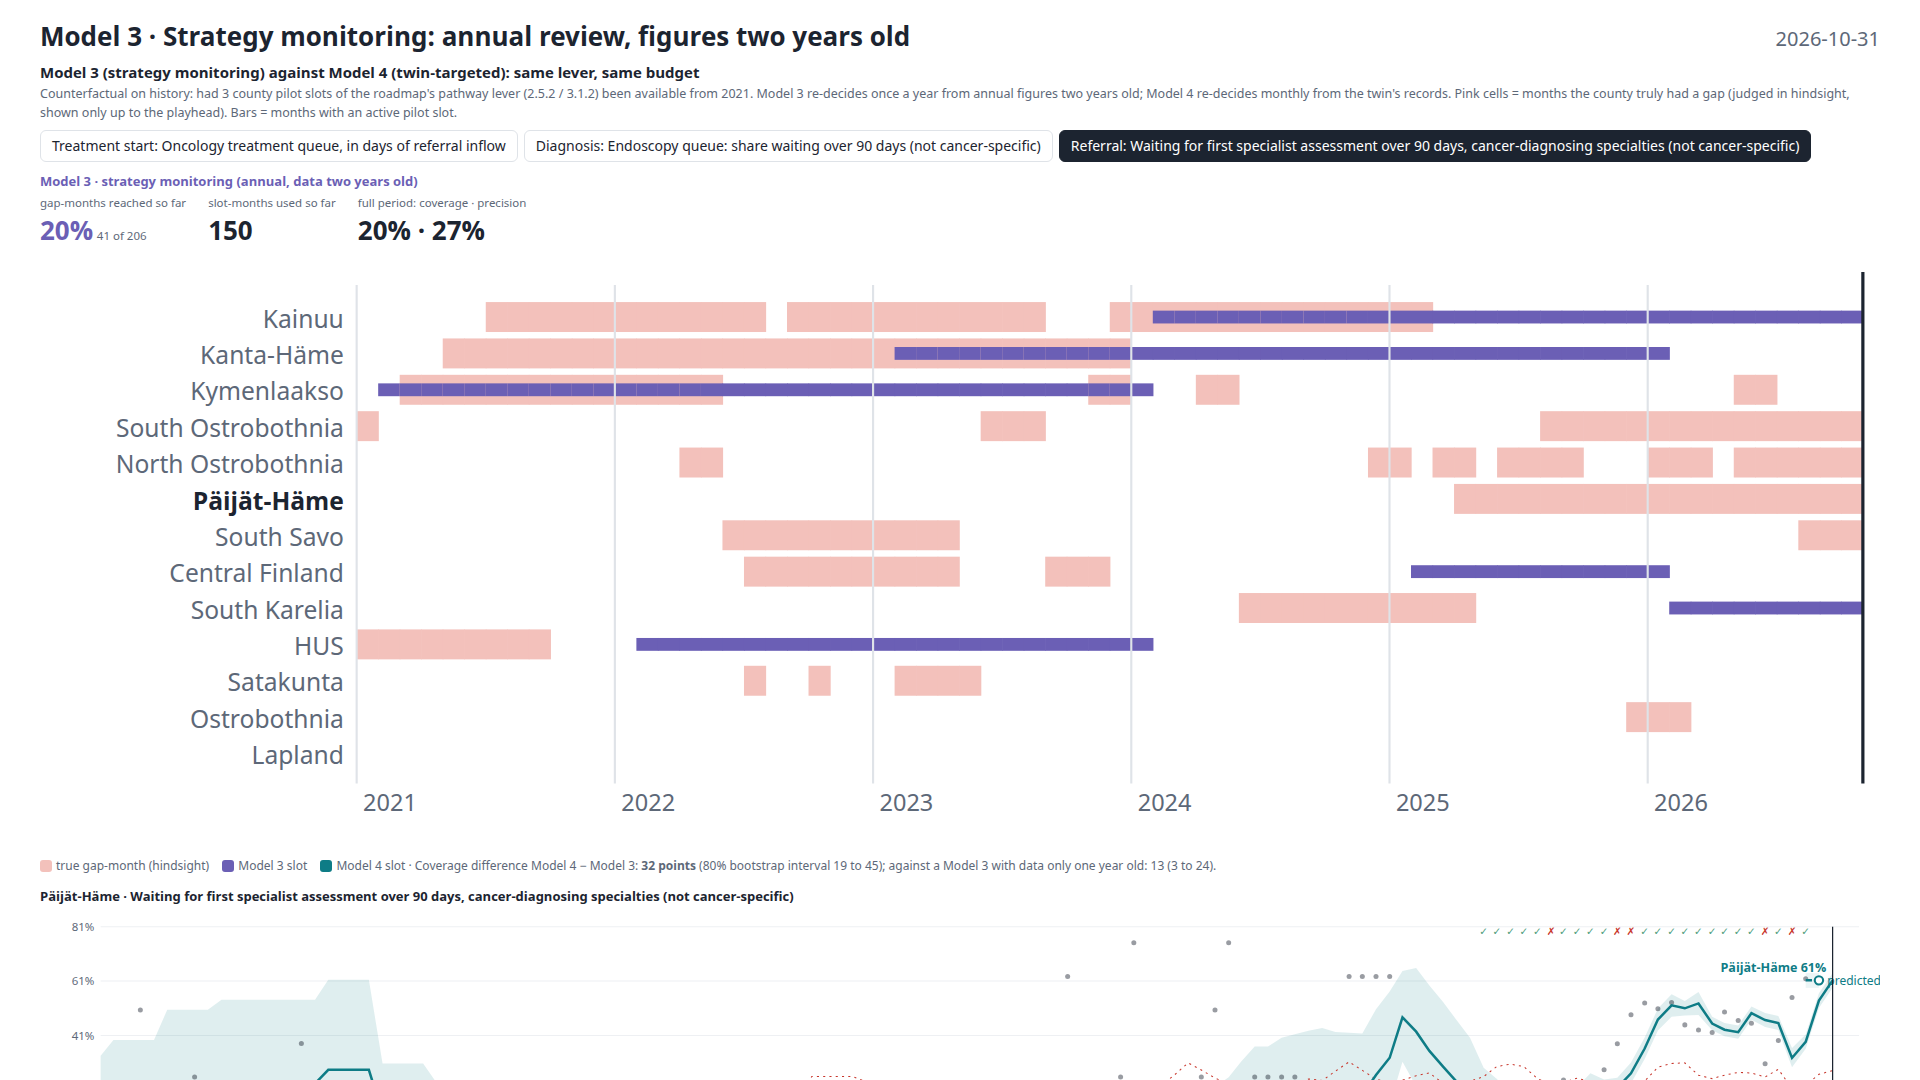 Model 3 · Strategy monitoring: annual review, figures two years old
2026-10-31
Model 3 (strategy monitoring) against Model 4 (twin-targeted): same lever, same budget
Counterfactual on history: had 3 county pilot slots of the roadmap's pathway lever (2.5.2 / 3.1.2) been available from 2021. Model 3 re-decides once a year from annual figures two years old; Model 4 re-decides monthly from the twin's records. Pink cells = months the county truly had a gap (judged in hindsight,
shown only up to the playhead). Bars = months with an active pilot slot.
Treatment start: Oncology treatment queue, in days of referral inflow
Diagnosis: Endoscopy queue: share waiting over 90 days (not cancer-specific)
Referral: Waiting for first specialist assessment over 90 days, cancer-diagnosing specialties (not cancer-specific)
Model 3 · strategy monitoring (annual, data two years old)
gap-months reached so far
slot-months used so far
full period: coverage · precision
20% 41 of 206
150
20% · 27%
Kainuu
Kanta-Häme
Kymenlaakso
South Ostrobothnia
North Ostrobothnia
Päijät-Häme
South Savo
Central Finland
South Karelia
HUS
Satakunta
Ostrobothnia
Lapland
2021
2022
2023
2024
2025
2026
true gap-month (hindsight)
Model 3 slot
Model 4 slot · Coverage difference Model 4 − Model 3: 32 points (80% bootstrap interval 19 to 45); against a Model 3 with data only one year old: 13 (3 to 24).
Päijät-Häme · Waiting for first specialist assessment over 90 days, cancer-diagnosing specialties (not cancer-specific)
81%
✓ ✓ ✓ ✓ ✓ ✗ ✓ ✓ ✓ ✓ ✗ ✗ ✓ ✓ ✓ ✓ ✓ ✓ ✓ ✓ ✓ ✗ ✓ ✗ ✓
Päijät-Häme 61%
61%
predicted
41%